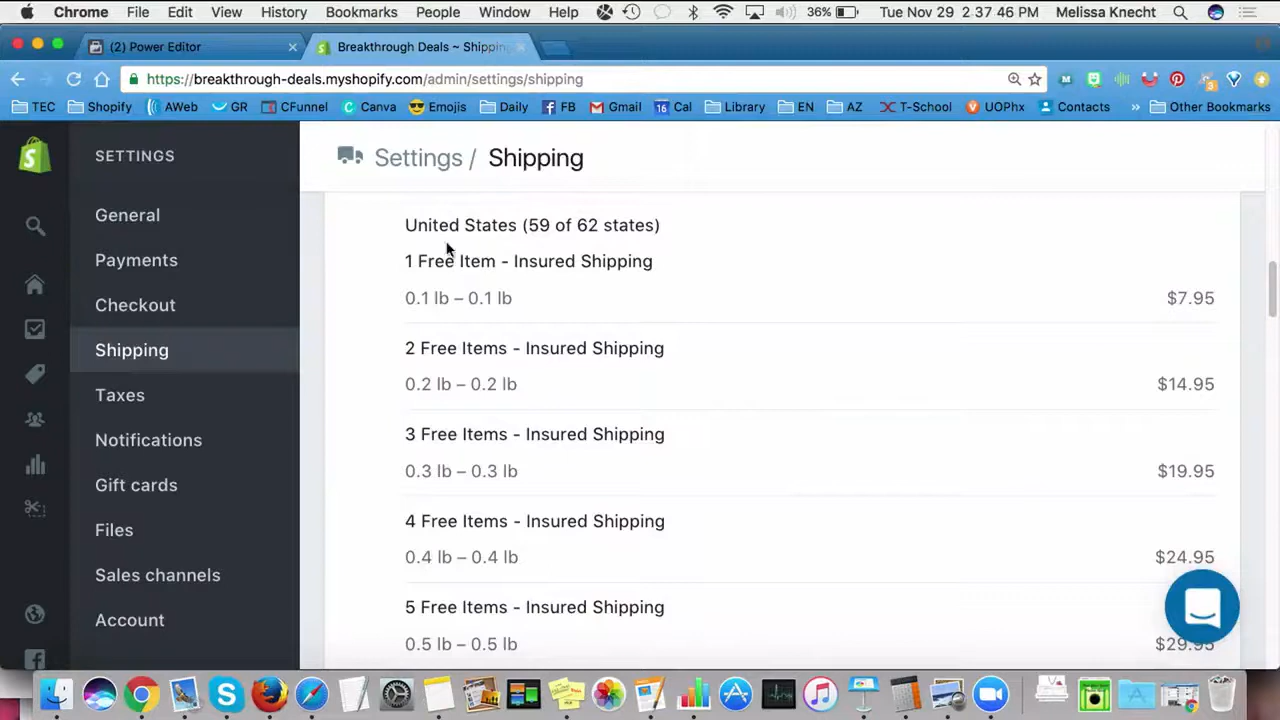 Chrome File Edit View History Bookmarks People Window Help 36% Tue Nov 29 2:37:46 PM Melissa Knecht
(2) Power Editor Breakthrough Deals ~ Shipping
https://breakthrough-deals.myshopify.com/admin/settings/shipping
TEC Shopify AWeb GR CFunnel Canva Emojis Daily FB Gmail 16 Cal Library EN AZ T-School UOPhx Contacts » Other Bookmarks
SETTINGS
General
Payments
Checkout
Shipping
Taxes
Notifications
Gift cards
Files
Sales channels
Account
Settings / Shipping
United States (59 of 62 states)
1 Free Item - Insured Shipping
0.1 lb – 0.1 lb $7.95
2 Free Items - Insured Shipping
0.2 lb – 0.2 lb $14.95
3 Free Items - Insured Shipping
0.3 lb – 0.3 lb $19.95
4 Free Items - Insured Shipping
0.4 lb – 0.4 lb $24.95
5 Free Items - Insured Shipping
0.5 lb – 0.5 lb $29.95